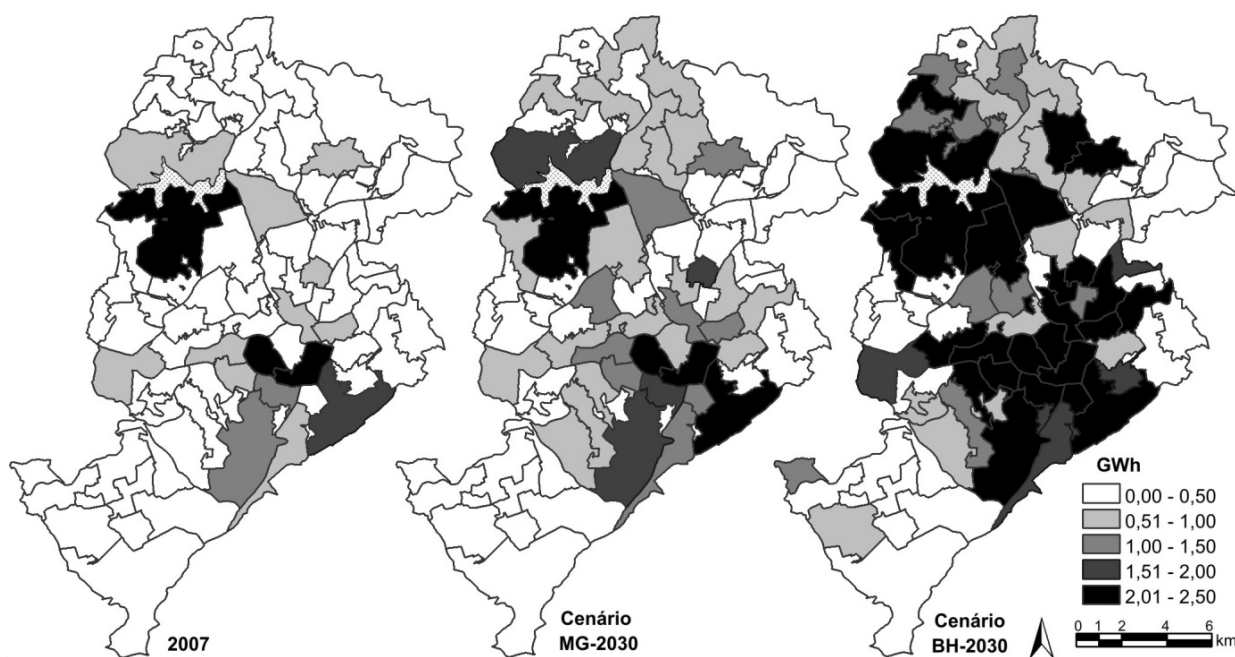 2007
Cenário
MG-2030
Cenário
BH-2030
GWh
0,00 - 0,50
0,51 - 1,00
1,00 - 1,50
1,51 - 2,00
2,01 - 2,50
0 1 2 4 6
km